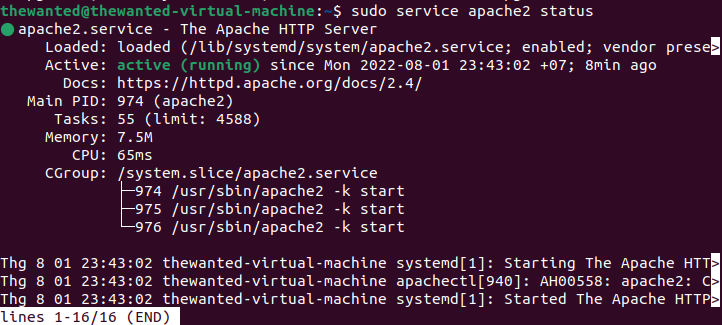 thewanted@thewanted-virtual-machine:~$ sudo service apache2 status
● apache2.service - The Apache HTTP Server
     Loaded: loaded (/lib/systemd/system/apache2.service; enabled; vendor prese>
     Active: active (running) since Mon 2022-08-01 23:43:02 +07; 8min ago
       Docs: https://httpd.apache.org/docs/2.4/
   Main PID: 974 (apache2)
      Tasks: 55 (limit: 4588)
     Memory: 7.5M
        CPU: 65ms
     CGroup: /system.slice/apache2.service
             ├─974 /usr/sbin/apache2 -k start
             ├─975 /usr/sbin/apache2 -k start
             └─976 /usr/sbin/apache2 -k start
Thg 8 01 23:43:02 thewanted-virtual-machine systemd[1]: Starting The Apache HTT>
Thg 8 01 23:43:02 thewanted-virtual-machine apachectl[940]: AH00558: apache2: C>
Thg 8 01 23:43:02 thewanted-virtual-machine systemd[1]: Started The Apache HTTP>
lines 1-16/16 (END)